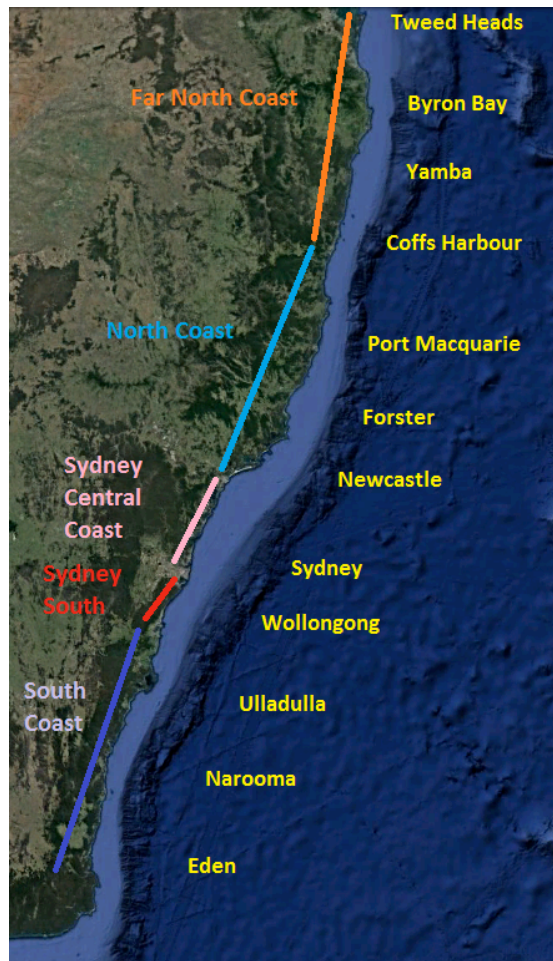 Tweed Heads
Far North Coast
Byron Bay
Yamba
Coffs Harbour
North Coast
Port Macquarie
Forster
Sydney
Central
Coast
Newcastle
Sydney
South
Sydney
Wollongong
South
Coast
Ulladulla
Narooma
Eden